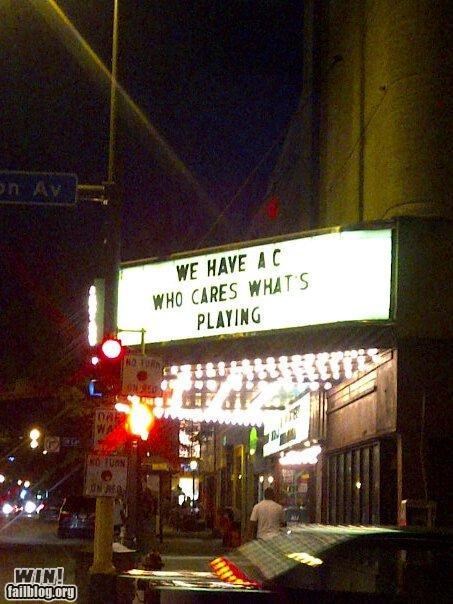 on Av
WE HAVE A C
WHO CARES WHAT'S
PLAYING
NO TURN
ON RED
NO TURN
ON RED
WIN!
failblog.org